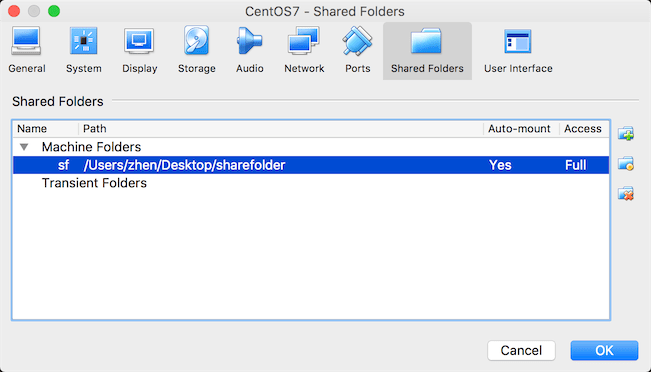 CentOS7 - Shared Folders
General System Display Storage Audio Network Ports Shared Folders User Interface
Shared Folders
Name Path Auto-mount Access
Machine Folders
sf /Users/zhen/Desktop/sharefolder Yes Full
Transient Folders
Cancel OK